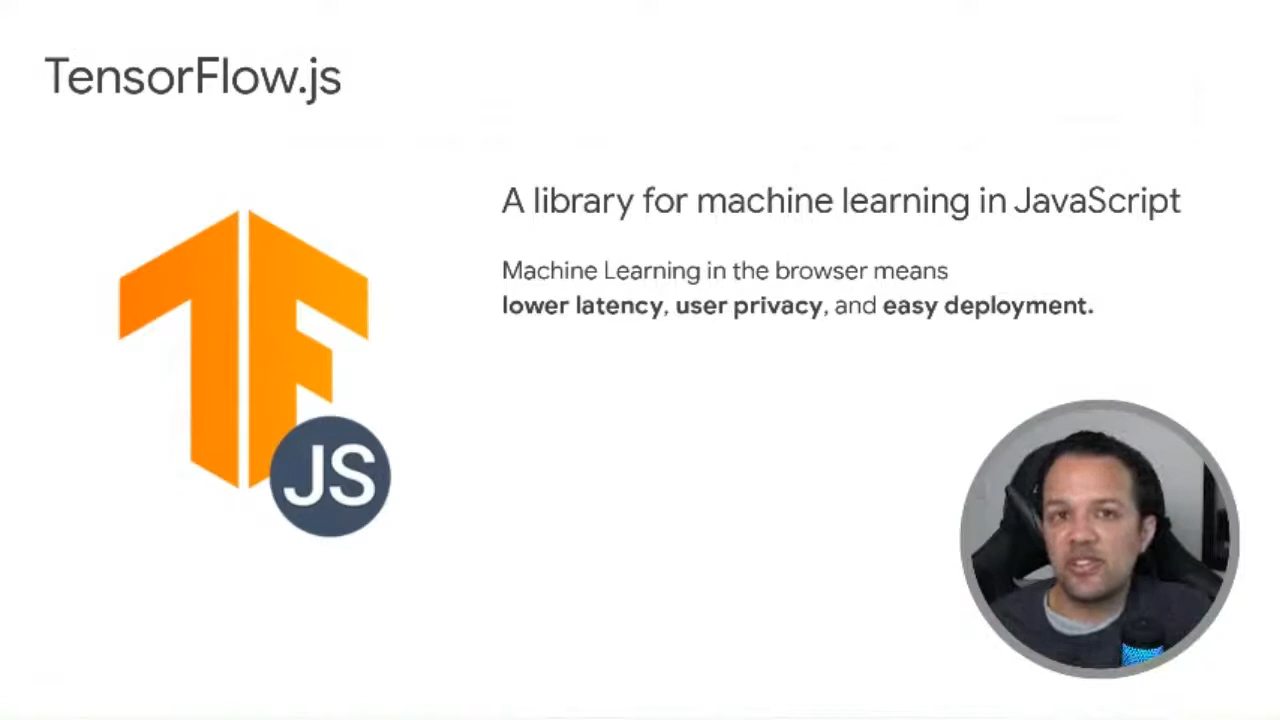 TensorFlow.js
A library for machine learning in JavaScript
Machine Learning in the browser means
lower latency, user privacy, and easy deployment.
JS